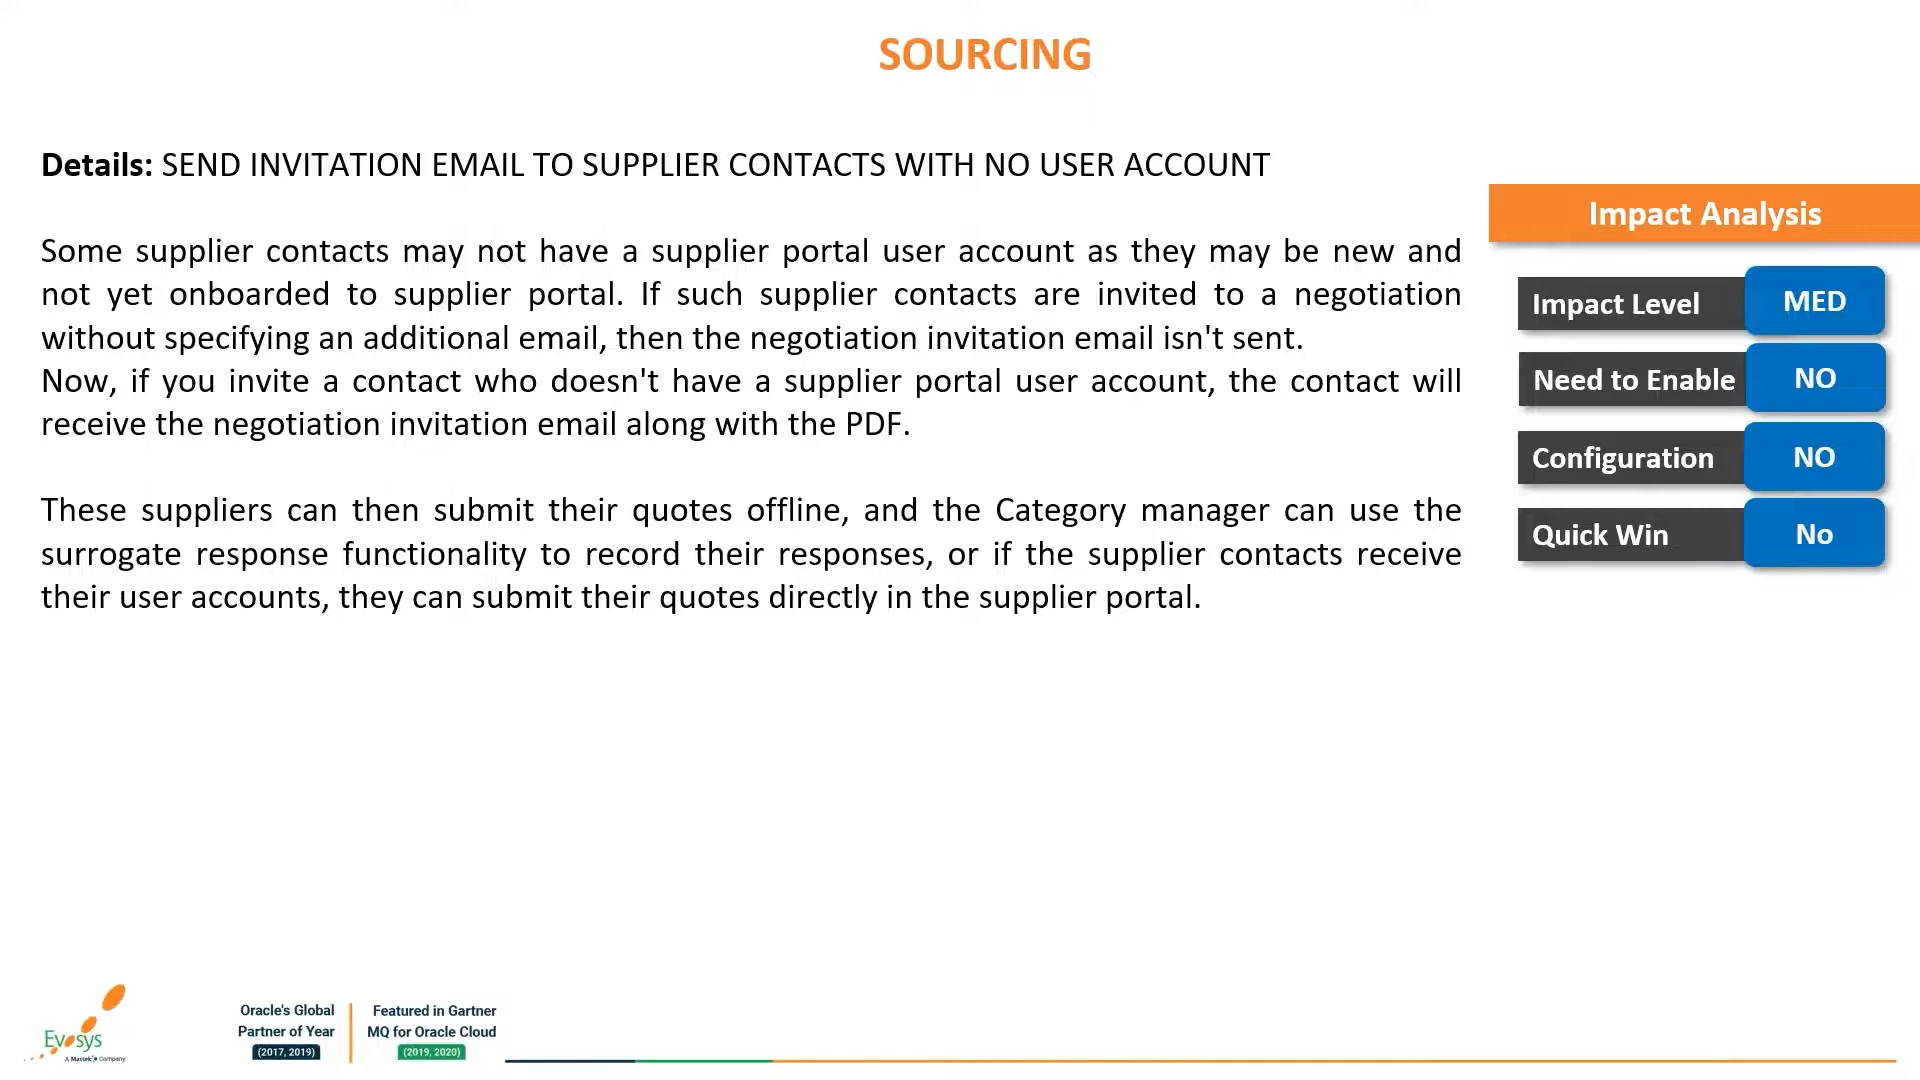 SOURCING
Details: SEND INVITATION EMAIL TO SUPPLIER CONTACTS WITH NO USER ACCOUNT
Some supplier contacts may not have a supplier portal user account as they may be new and
not yet onboarded to supplier portal. If such supplier contacts are invited to a negotiation
without specifying an additional email, then the negotiation invitation email isn't sent.
Now, if you invite a contact who doesn't have a supplier portal user account, the contact will
receive the negotiation invitation email along with the PDF.
These suppliers can then submit their quotes offline, and the Category manager can use the
surrogate response functionality to record their responses, or if the supplier contacts receive
their user accounts, they can submit their quotes directly in the supplier portal.
Impact Analysis
Impact Level MED
Need to Enable NO
Configuration NO
Quick Win No
Evosys
A Mastek Company
Oracle's Global
Partner of Year
(2017, 2019)
Featured in Gartner
MQ for Oracle Cloud
(2019, 2020)